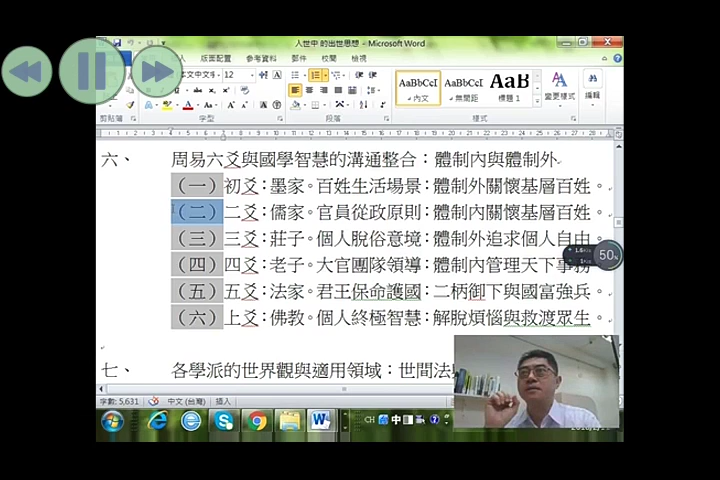 人世中 的出世思想 - Microsoft Word
版面配置 參考資料 郵件 校閱 檢視
12
AaBbCcI AaBbCcI AaB
內文 無間距 標題 1 變更樣式 編輯
剪貼簿 字型 段落 樣式
六、 周易六爻與國學智慧的溝通整合：體制內與體制外
（一）初爻：墨家。百姓生活場景：體制外關懷基層百姓。
（二）二爻：儒家。官員從政原則：體制內關懷基層百姓。
（三）三爻：莊子。個人脫俗意境：體制外追求個人自由。
（四）四爻：老子。大官團隊領導：體制內管理天下事務
（五）五爻：法家。君王保命護國：二柄御下與國富強兵。
（六）上爻：佛教。個人終極智慧：解脫煩惱與救渡眾生。
50%
七、 各學派的世界觀與適用領域：世間法
字數: 5,631 中文 (台灣) 插入
CH 中